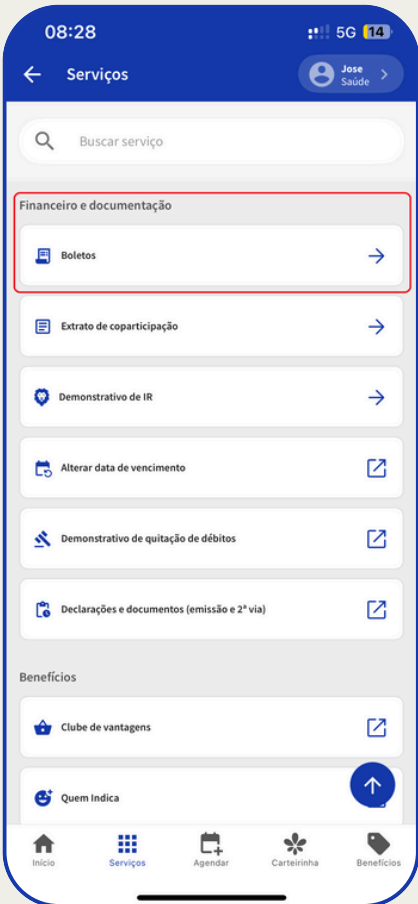 08:28
5G 14
Serviços
Jose
Saúde
Buscar serviço
Financeiro e documentação
Boletos
Extrato de coparticipação
Demonstrativo de IR
Alterar data de vencimento
Demonstrativo de quitação de débitos
Declarações e documentos (emissão e 2ª via)
Benefícios
Clube de vantagens
Quem Indica
Início
Serviços
Agendar
Carteirinha
Benefícios